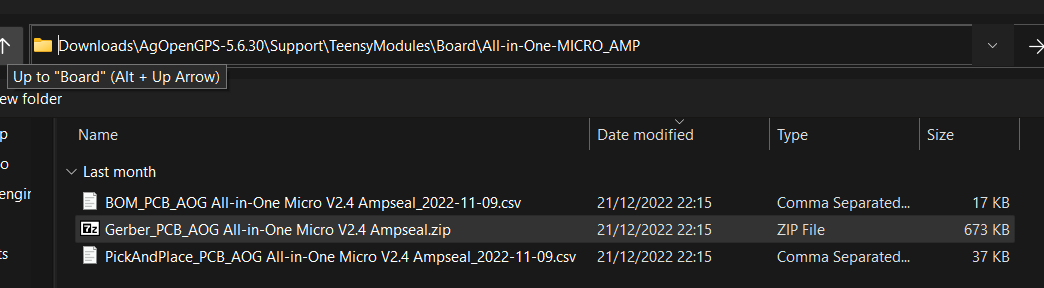 Downloads\AgOpenGPS-5.6.30\Support\TeensyModules\Board\All-in-One-MICRO_AMP
Up to "Board" (Alt + Up Arrow)
ew folder
Name Date modified Type Size
Last month
BOM_PCB_AOG All-in-One Micro V2.4 Ampseal_2022-11-09.csv 21/12/2022 22:15 Comma Separated... 17 KB
Gerber_PCB_AOG All-in-One Micro V2.4 Ampseal.zip 21/12/2022 22:15 ZIP File 673 KB
PickAndPlace_PCB_AOG All-in-One Micro V2.4 Ampseal_2022-11-09.csv 21/12/2022 22:15 Comma Separated... 37 KB
p
o
engin
ts